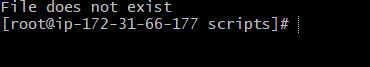 File does not exist
[root@ip-172-31-66-177 scripts]#